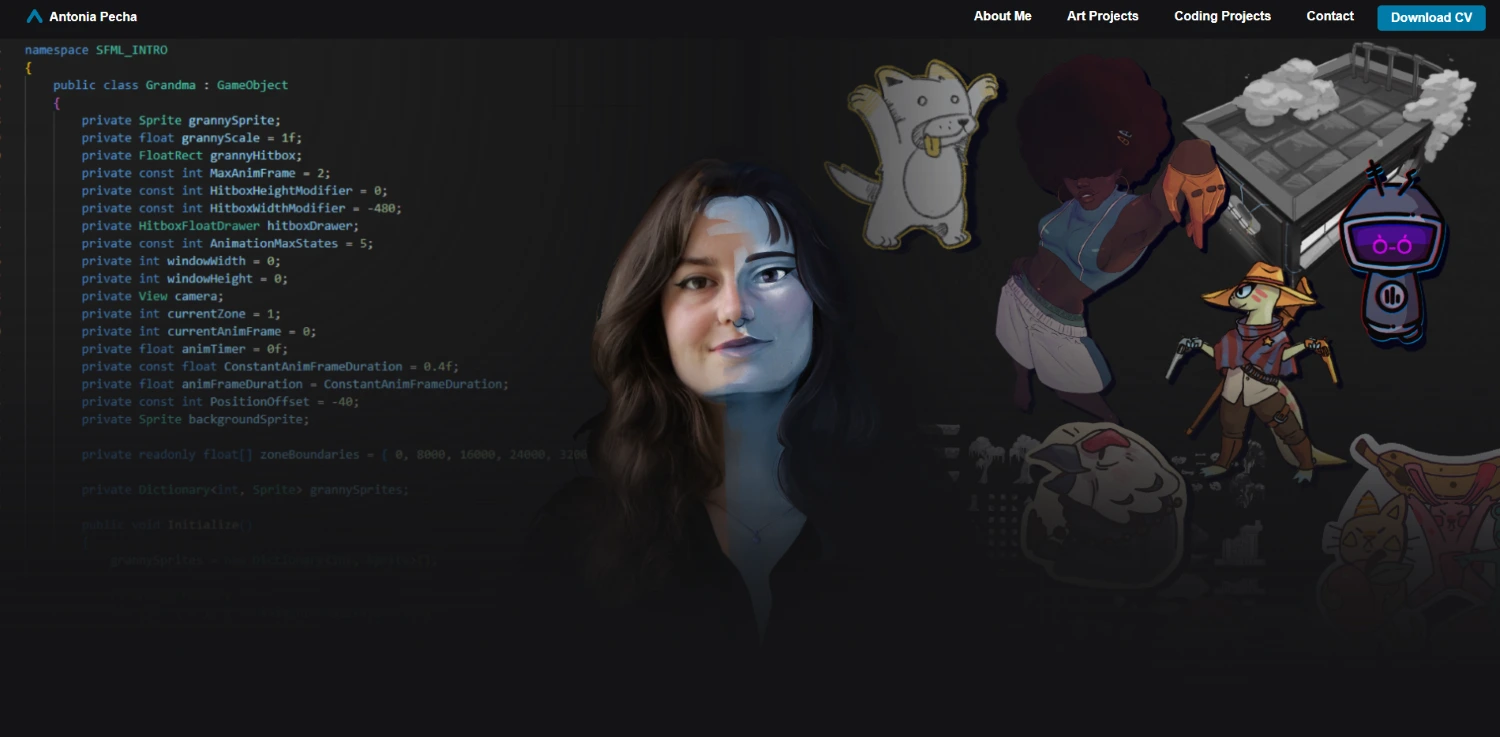 Antonia Pecha
About Me
Art Projects
Coding Projects
Contact
Download CV
namespace SFML_INTRO
{
public class Grandma : GameObject
{
private Sprite grannySprite;
private float grannyScale = 1f;
private FloatRect grannyHitbox;
private const int MaxAnimFrame = 2;
private const int HitboxHeightModifier = 0;
private const int HitboxWidthModifier = -480;
private HitboxFloatDrawer hitboxDrawer;
private const int AnimationMaxStates = 5;
private int windowWidth = 0;
private int windowHeight = 0;
private View camera;
private int currentZone = 1;
private int currentAnimFrame = 0;
private float animTimer = 0f;
private const float ConstantAnimFrameDuration = 0.4f;
private float animFrameDuration = ConstantAnimFrameDuration;
private const int PositionOffset = -40;
private Sprite backgroundSprite;
private readonly float[] zoneBoundaries = [ 0, 8000, 16000, 24000,
private Dictionary<int, Sprite> grannySprites;
public void Initialize()